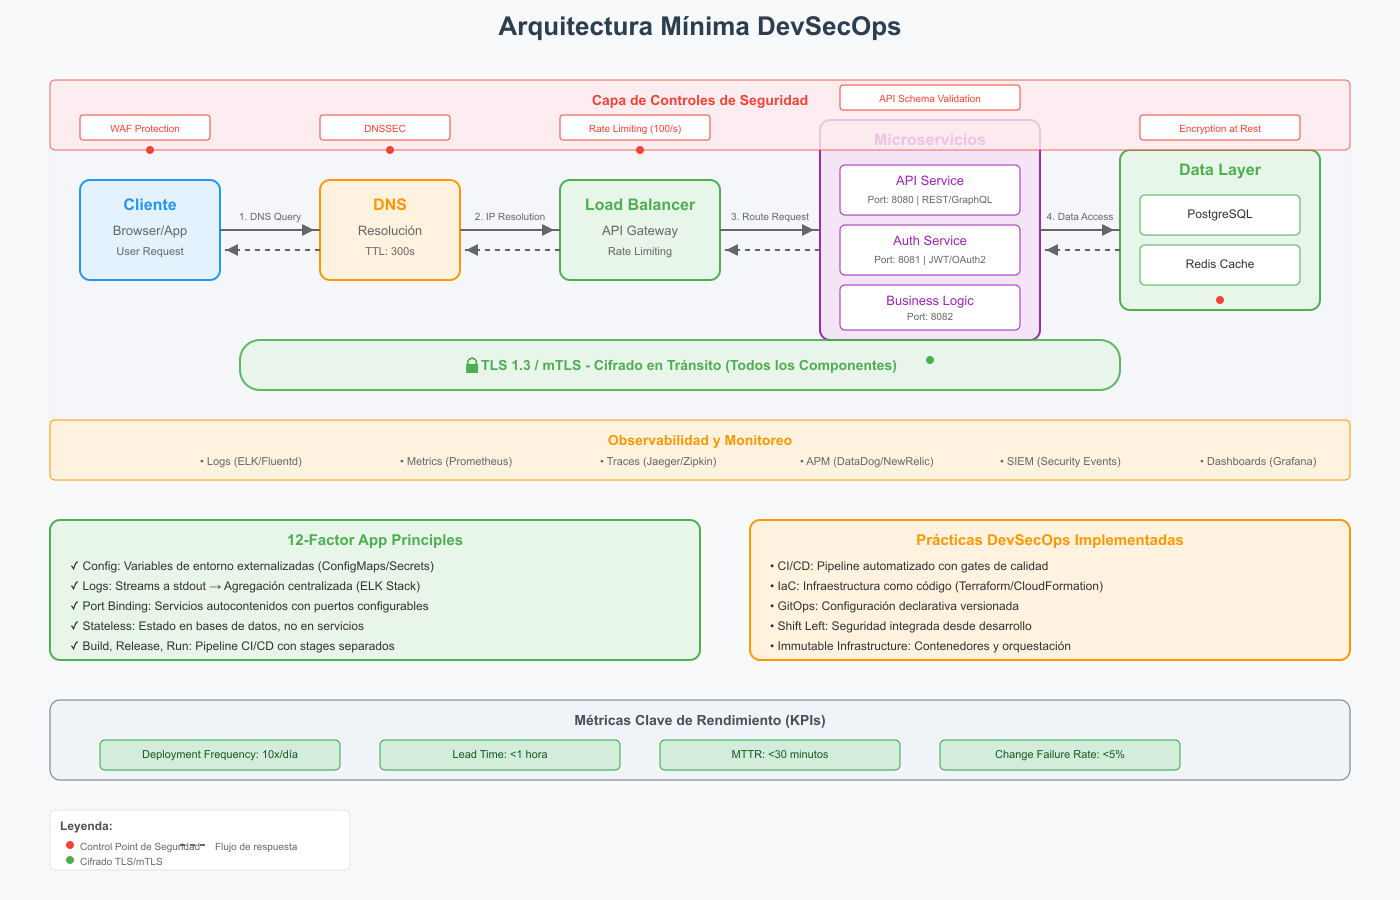 Arquitectura Mínima DevSecOps
Capa de Controles de Seguridad
API Schema Validation
WAF Protection
DNSSEC
Rate Limiting (100/s)
Encryption at Rest
Cliente
Browser/App
User Request
1. DNS Query
DNS
Resolución
TTL: 300s
2. IP Resolution
Load Balancer
API Gateway
Rate Limiting
3. Route Request
Microservicios
API Service
Port: 8080 | REST/GraphQL
Auth Service
Port: 8081 | JWT/OAuth2
Business Logic
Port: 8082
4. Data Access
Data Layer
PostgreSQL
Redis Cache
TLS 1.3 / mTLS - Cifrado en Tránsito (Todos los Componentes)
Observabilidad y Monitoreo
• Logs (ELK/Fluentd)
• Metrics (Prometheus)
• Traces (Jaeger/Zipkin)
• APM (DataDog/NewRelic)
• SIEM (Security Events)
• Dashboards (Grafana)
12-Factor App Principles
✓ Config: Variables de entorno externalizadas (ConfigMaps/Secrets)
✓ Logs: Streams a stdout → Agregación centralizada (ELK Stack)
✓ Port Binding: Servicios autocontenidos con puertos configurables
✓ Stateless: Estado en bases de datos, no en servicios
✓ Build, Release, Run: Pipeline CI/CD con stages separados
Prácticas DevSecOps Implementadas
• CI/CD: Pipeline automatizado con gates de calidad
• IaC: Infraestructura como código (Terraform/CloudFormation)
• GitOps: Configuración declarativa versionada
• Shift Left: Seguridad integrada desde desarrollo
• Immutable Infrastructure: Contenedores y orquestación
Métricas Clave de Rendimiento (KPIs)
Deployment Frequency: 10x/día
Lead Time: <1 hora
MTTR: <30 minutos
Change Failure Rate: <5%
Leyenda:
Control Point de Seguridad
Flujo de respuesta
Cifrado TLS/mTLS